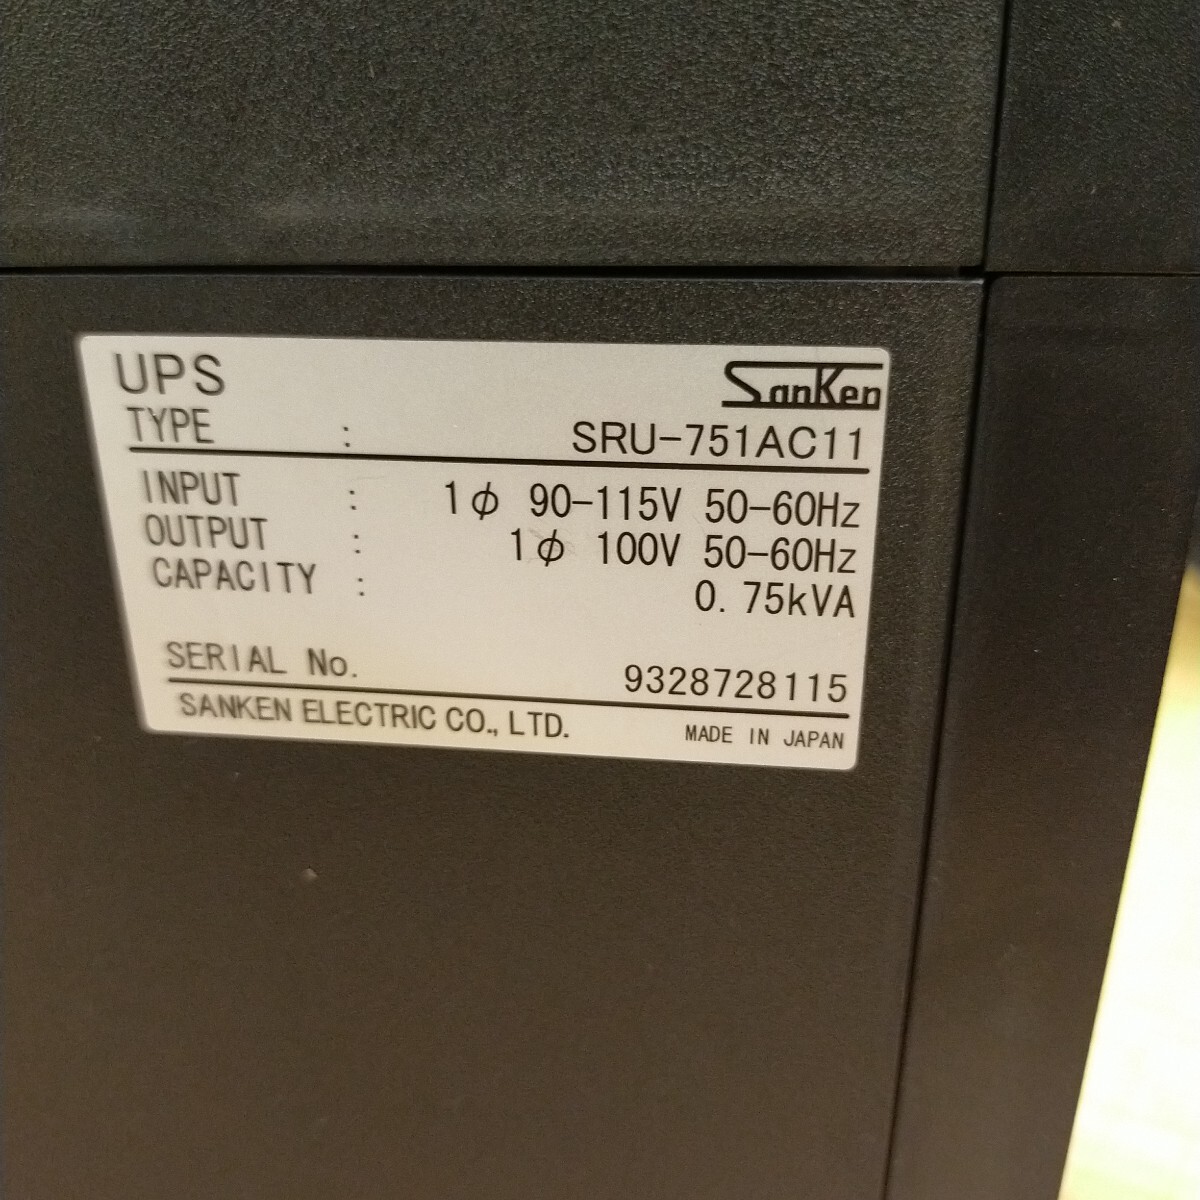 UPS SanKen
TYPE : SRU-751AC11
INPUT : 1φ 90-115V 50-60Hz
OUTPUT : 1φ 100V 50-60Hz
CAPACITY : 0.75kVA
SERIAL No. 9328728115
SANKEN ELECTRIC CO., LTD. MADE IN JAPAN